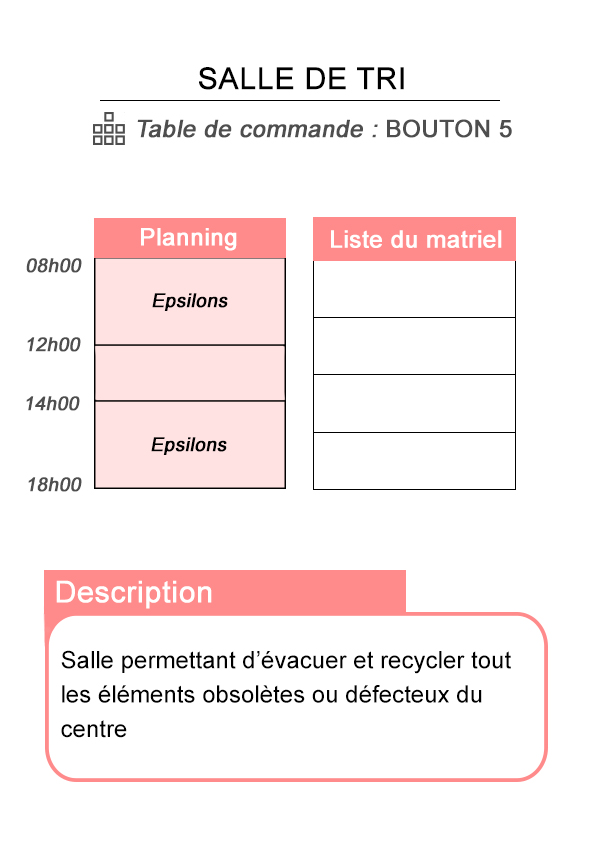 SALLE DE TRI
Table de commande : BOUTON 5
Planning
Liste du matriel
08h00
Epsilons
12h00
14h00
Epsilons
18h00
Description
Salle permettant d’évacuer et recycler tout
les éléments obsolètes ou défecteux du
centre